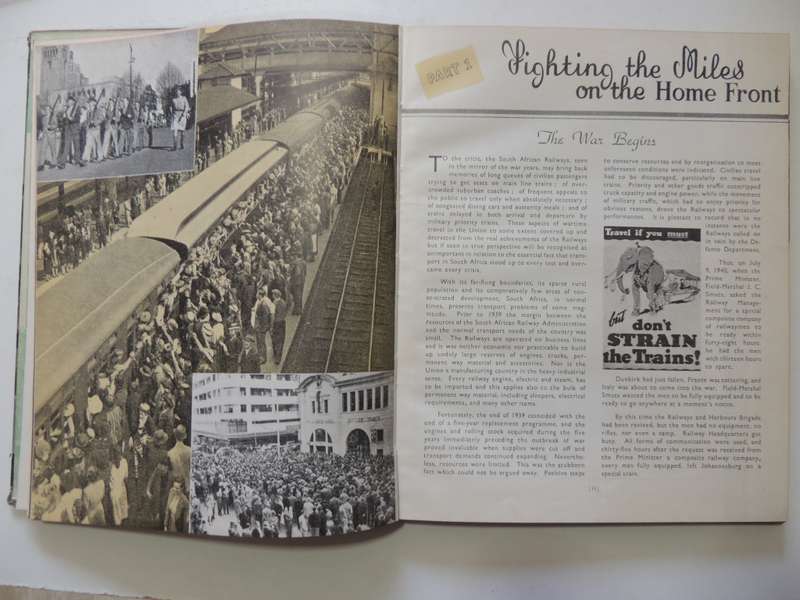 PART I
Fighting the Miles
on the Home Front
The War Begins
TO the critic, the South African Railways, seen
in the mirror of the war years, may bring back
memories of long queues of civilian passengers
trying to get seats on main line trains ; of over-
crowded suburban coaches ; of frequent appeals to
the public to travel only when absolutely necessary ;
of congested dining cars and austerity meals ; and of
trains delayed in both arrival and departure by
military priority trains. These aspects of wartime
travel in the Union to some extent covered up and
detracted from the real achievements of the Railways
but if seen in true perspective will be recognised as
unimportant in relation to the essential fact that trans-
port in South Africa stood up to every test and over-
came every crisis.
With its far-flung boundaries, its sparse rural
population and its comparatively few areas of con-
centrated development, South Africa, in normal
times, presents transport problems of some mag-
nitude. Prior to 1939 the margin between the
resources of the South African Railway Administration
and the normal transport needs of the country was
small. The Railways are operated on business lines
and it was neither economic nor practicable to build
up unduly large reserves of engines, trucks, per-
manent way material and accessories. Nor is the
Union a manufacturing country in the heavy industrial
sense. Every railway engine, electric and steam, has
to be imported and this applies also to the bulk of
permanent way material, including sleepers, electrical
requirements, and many other items.
Fortunately, the end of 1939 coincided with the
end of a five-year replacement programme, and the
engines and rolling stock acquired during the five
years immediately preceding the outbreak of war
proved invaluable when supplies were cut off and
transport demands continued expanding. Neverthe-
less, resources were limited. This was the stubborn
fact which could not be argued away. Positive steps
to conserve resources and by reorganisation to meet
unforeseen conditions were indicated. Civilian travel
had to be discouraged, particularly on main line
trains. Priority and other goods traffic outstripped
truck capacity and engine power, while the movement
of military traffic, which had to enjoy priority for
obvious reasons, drove the Railways to spectacular
performances. It is pleasant to record that in no
instance were the
Railways called on
in vain by the De-
fence Department.
Thus, on July
9, 1940, when the
Prime Minister,
Field-Marshal J. C.
Smuts, asked the
Railway Manage-
ment for a special
composite company
of railwaymen to
be ready within
forty-eight hours,
he had the men
with thirteen hours
to spare.
Travel if you must
but
don't
STRAIN
the Trains!
Dunkirk had just fallen, France was tottering, and
Italy was about to come into the war. Field-Marshal
Smuts wanted the men to be fully equipped and to be
ready to go anywhere at a moment's notice.
By this time the Railways and Harbours Brigade
had been revived, but the men had no equipment, no
rifles, nor even a camp. Railway Headquarters got
busy. All forms of communication were used, and
thirty-five hours after the request was received from
the Prime Minister a composite railway company,
every man fully equipped, left Johannesburg on a
special train.